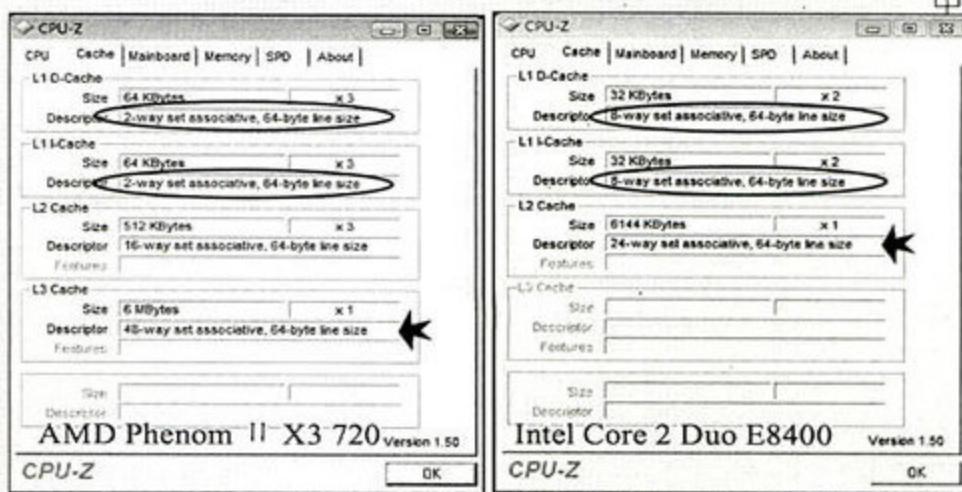 CPU-Z
CPU Cache Mainboard Memory SPD About
L1 D-Cache
Size 64 KBytes x 3
Descriptor 2-way set associative, 64-byte line size
L1 I-Cache
Size 64 KBytes x 3
Descriptor 2-way set associative, 64-byte line size
L2 Cache
Size 512 KBytes x 3
Descriptor 16-way set associative, 64-byte line size
Features
L3 Cache
Size 6 MBytes x 1
Descriptor 48-way set associative, 64-byte line size
Features
Size
Descriptor
AMD Phenom II X3 720 Version 1.50
CPU-Z OK
CPU-Z
CPU Cache Mainboard Memory SPD About
L1 D-Cache
Size 32 KBytes x 2
Descriptor 8-way set associative, 64-byte line size
L1 I-Cache
Size 32 KBytes x 2
Descriptor 8-way set associative, 64-byte line size
L2 Cache
Size 6144 KBytes x 1
Descriptor 24-way set associative, 64-byte line size
Features
L3 Cache
Size
Descriptor
Features
Size
Descriptor
Intel Core 2 Duo E8400 Version 1.50
CPU-Z OK